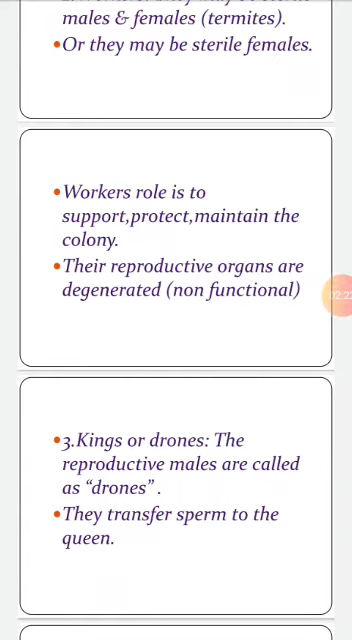 males & females (termites).
•Or they may be sterile females.
•Workers role is to
support,protect,maintain the
colony.
•Their reproductive organs are
degenerated (non functional)
•3.Kings or drones: The
reproductive males are called
as “drones” .
•They transfer sperm to the
queen.